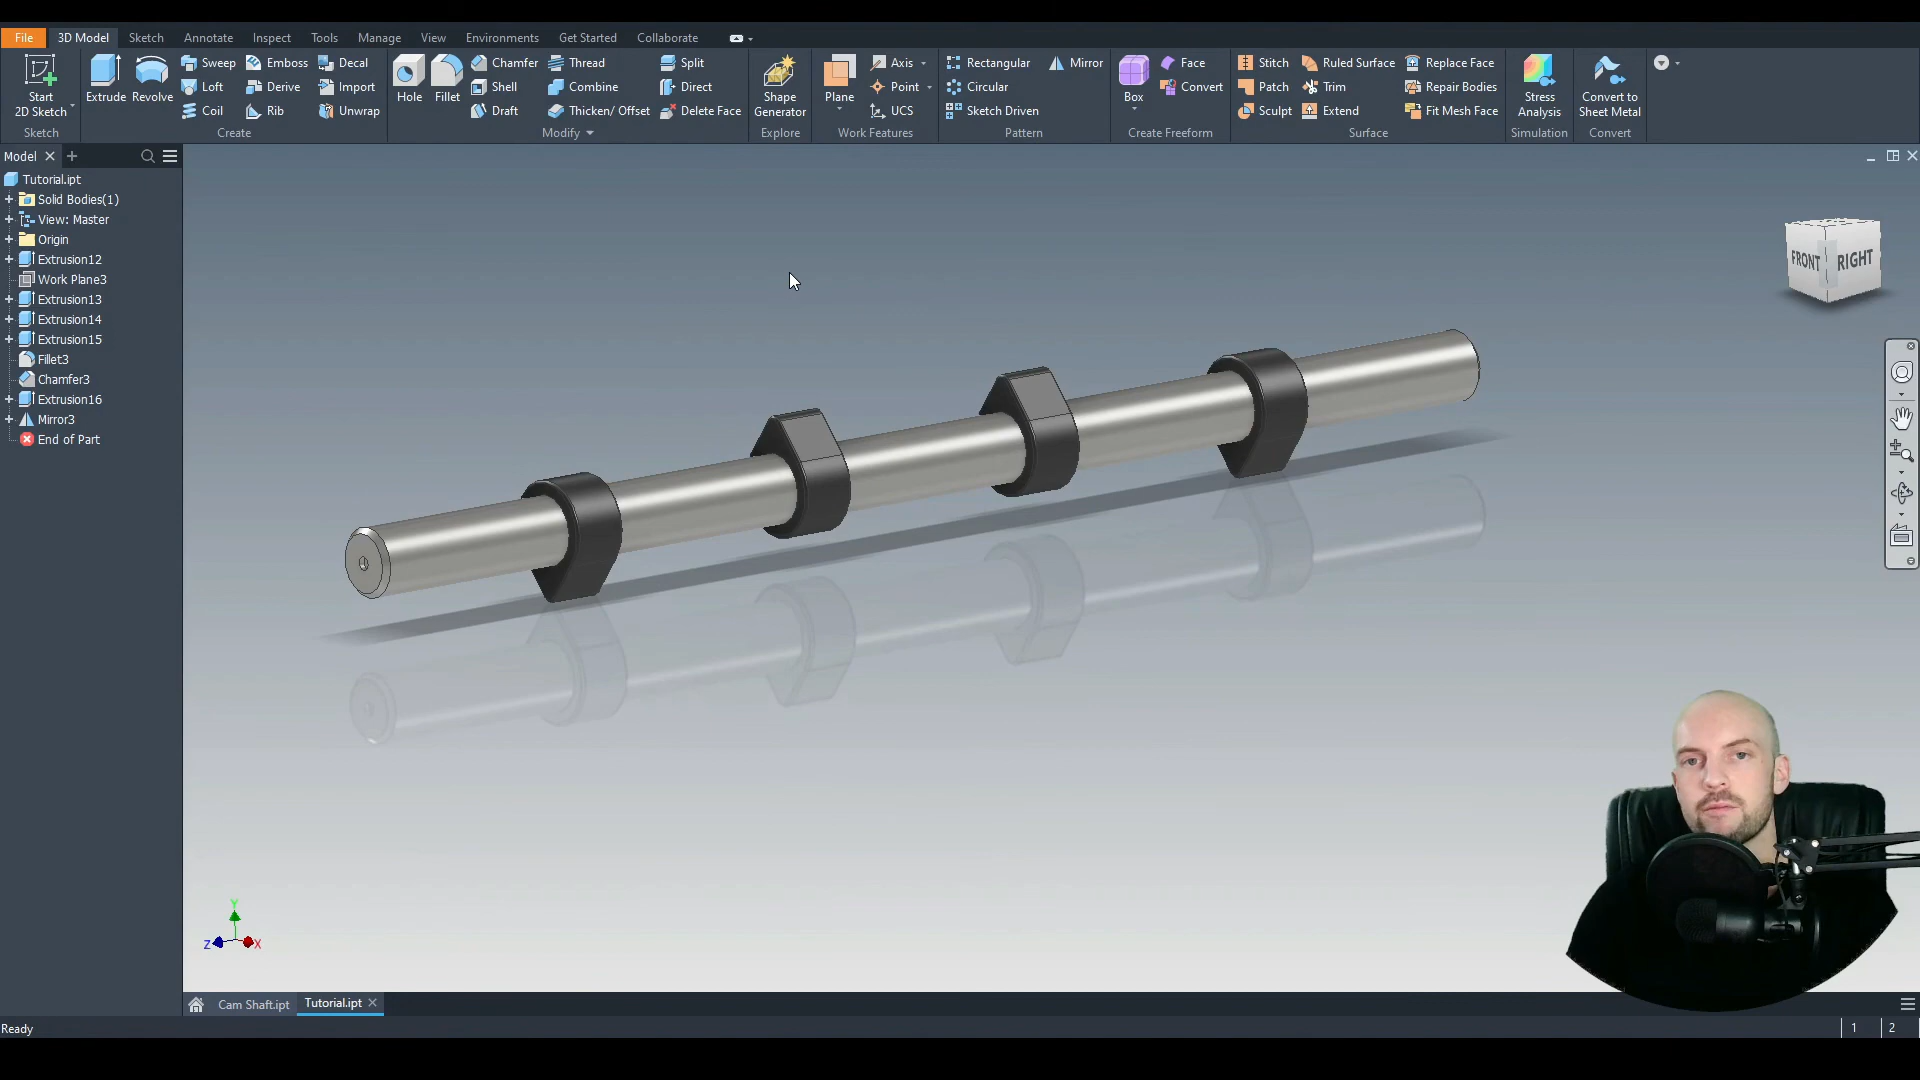 File 3D Model Sketch Annotate Inspect Tools Manage View Environments Get Started Collaborate
Start
2D Sketch
Sketch
Extrude
Revolve
Sweep
Loft
Coil
Emboss
Derive
Rib
Decal
Import
Unwrap
Create
Hole
Fillet
Chamfer
Shell
Draft
Thread
Combine
Thicken/ Offset
Split
Direct
Delete Face
Modify
Shape
Generator
Explore
Plane
Axis
Point
UCS
Work Features
Rectangular
Circular
Sketch Driven
Mirror
Pattern
Box
Face
Convert
Create Freeform
Stitch
Patch
Sculpt
Ruled Surface
Trim
Extend
Replace Face
Repair Bodies
Fit Mesh Face
Surface
Stress
Analysis
Simulation
Convert to
Sheet Metal
Convert
Model
Tutorial.ipt
Solid Bodies(1)
View: Master
Origin
Extrusion12
Work Plane3
Extrusion13
Extrusion14
Extrusion15
Fillet3
Chamfer3
Extrusion16
Mirror3
End of Part
FRONT RIGHT
Y
Z X
Cam Shaft.ipt Tutorial.ipt
Ready
1 2